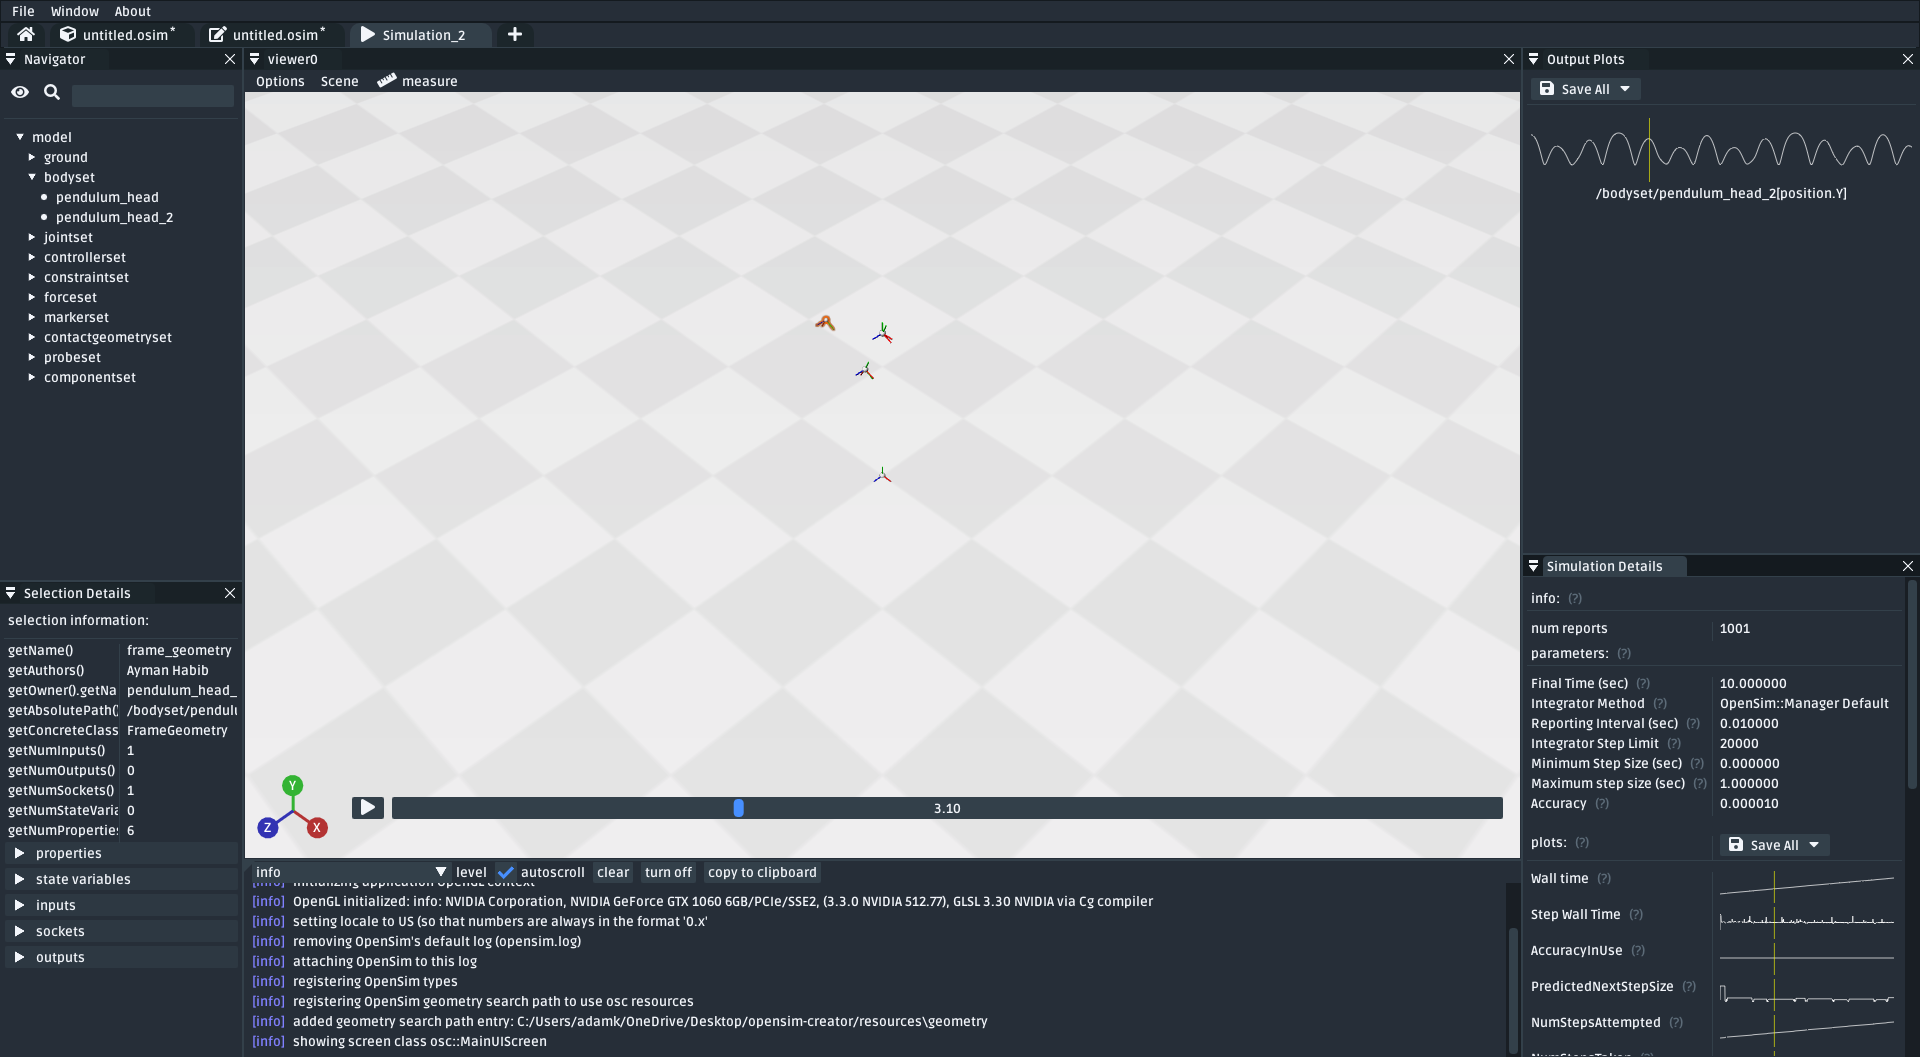 File Window About
untitled.osim* untitled.osim* Simulation_2
Navigator
model
ground
bodyset
pendulum_head
pendulum_head_2
jointset
controllerset
constraintset
forceset
markerset
contactgeometryset
probeset
componentset
Selection Details
selection information:
getName() frame_geometry
getAuthors() Ayman Habib
getOwner().getNa pendulum_head_
getAbsolutePath() /bodyset/pendul
getConcreteClass FrameGeometry
getNumInputs() 1
getNumOutputs() 0
getNumSockets() 1
getNumStateVaria 0
getNumProperties 6
properties
state variables
inputs
sockets
outputs
viewer0
Options Scene measure
Y
Z X
3.10
info level autoscroll clear turn off copy to clipboard
[info] initializing application OpenGL context
[info] OpenGL initialized: info: NVIDIA Corporation, NVIDIA GeForce GTX 1060 6GB/PCIe/SSE2, (3.3.0 NVIDIA 512.77), GLSL 3.30 NVIDIA via Cg compiler
[info] setting locale to US (so that numbers are always in the format '0.x'
[info] removing OpenSim's default log (opensim.log)
[info] attaching OpenSim to this log
[info] registering OpenSim types
[info] registering OpenSim geometry search path to use osc resources
[info] added geometry search path entry: C:/Users/adamk/OneDrive/Desktop/opensim-creator/resources\geometry
[info] showing screen class osc::MainUIScreen
Output Plots
Save All
/bodyset/pendulum_head_2[position.Y]
Simulation Details
info: (?)
num reports 1001
parameters: (?)
Final Time (sec) (?) 10.000000
Integrator Method (?) OpenSim::Manager Default
Reporting Interval (sec) (?) 0.010000
Integrator Step Limit (?) 20000
Minimum Step Size (sec) (?) 0.000000
Maximum step size (sec) (?) 1.000000
Accuracy (?) 0.000010
plots: (?) Save All
Wall time (?)
Step Wall Time (?)
AccuracyInUse (?)
PredictedNextStepSize (?)
NumStepsAttempted (?)